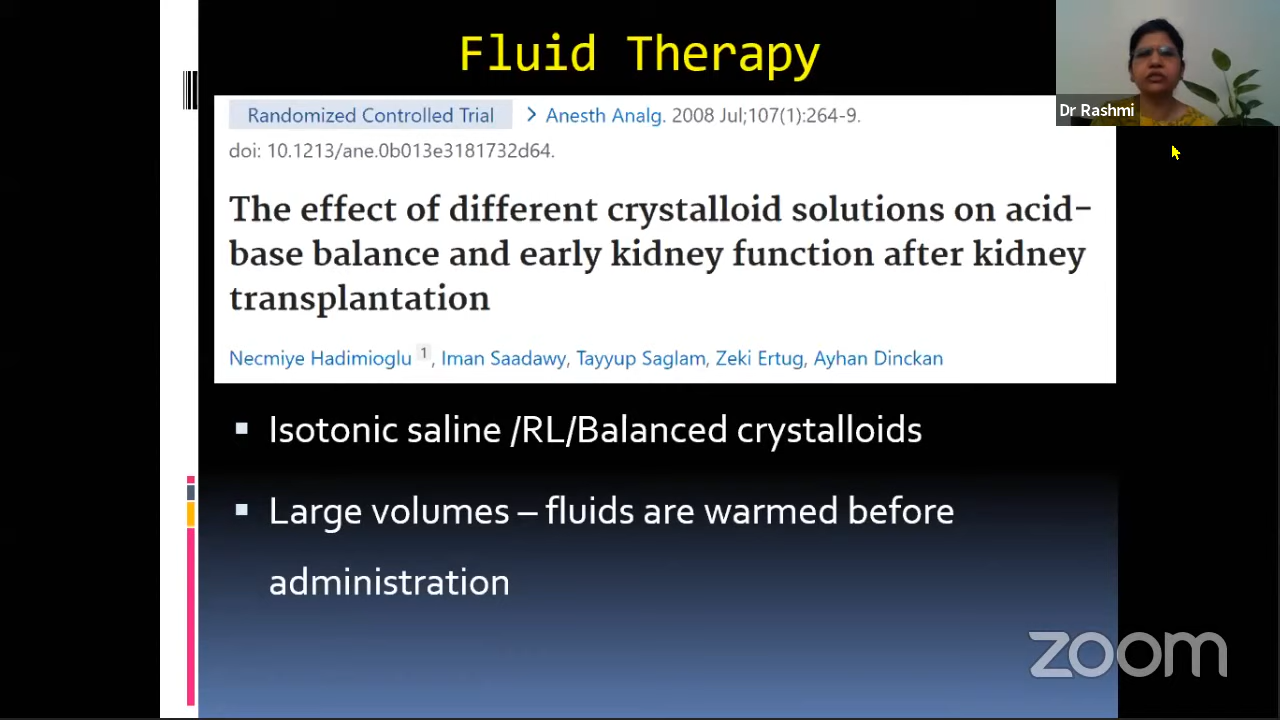 Fluid Therapy
Dr Rashmi
Randomized Controlled Trial > Anesth Analg. 2008 Jul;107(1):264-9.
doi: 10.1213/ane.0b013e3181732d64.
The effect of different crystalloid solutions on acid-
base balance and early kidney function after kidney
transplantation
Necmiye Hadimioglu 1, Iman Saadawy, Tayyup Saglam, Zeki Ertug, Ayhan Dinckan
▪ Isotonic saline /RL/Balanced crystalloids
▪ Large volumes – fluids are warmed before
administration
zoom